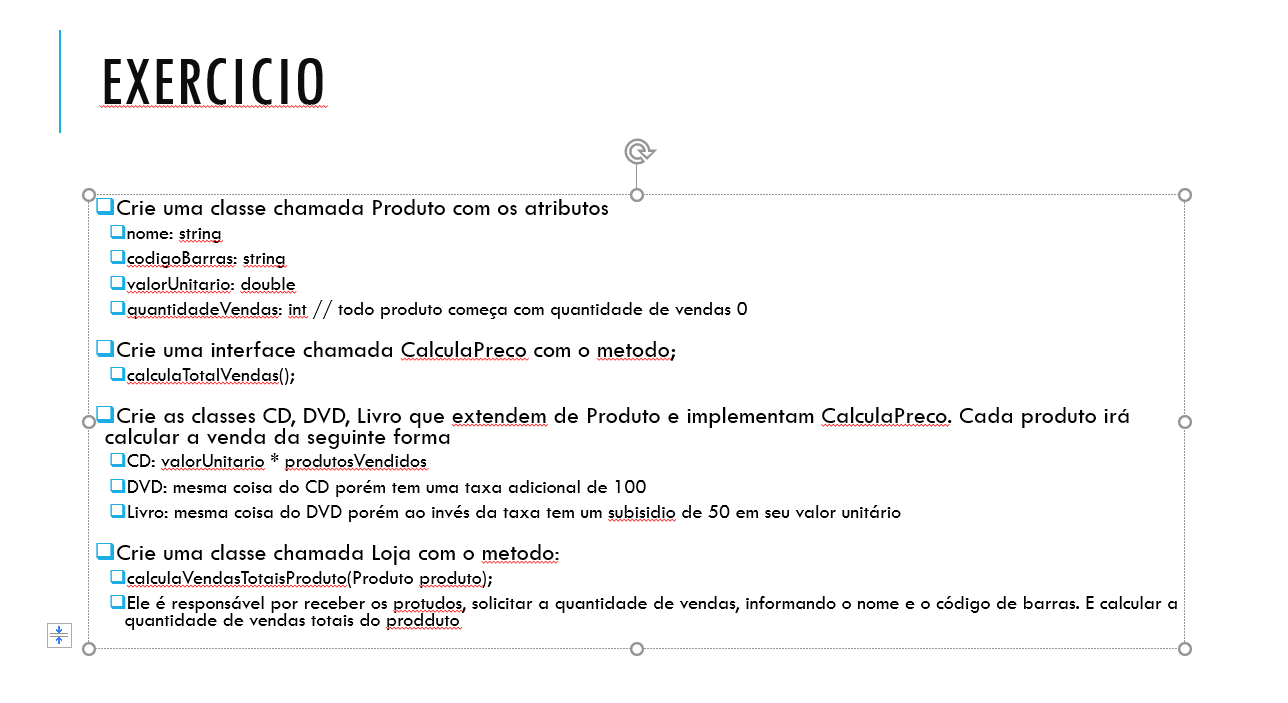 EXERCICIO
Crie uma classe chamada Produto com os atributos
nome: string
codigoBarras: string
valorUnitario: double
quantidadeVendas: int // todo produto começa com quantidade de vendas 0
Crie uma interface chamada CalculaPreco com o metodo;
calculaTotalVendas();
Crie as classes CD, DVD, Livro que extendem de Produto e implementam CalculaPreco. Cada produto irá
calcular a venda da seguinte forma
CD: valorUnitario * produtosVendidos
DVD: mesma coisa do CD porém tem uma taxa adicional de 100
Livro: mesma coisa do DVD porém ao invés da taxa tem um subisidio de 50 em seu valor unitário
Crie uma classe chamada Loja com o metodo:
calculaVendasTotaisProduto(Produto produto);
Ele é responsável por receber os protudos, solicitar a quantidade de vendas, informando o nome e o código de barras. E calcular a
quantidade de vendas totais do prodduto